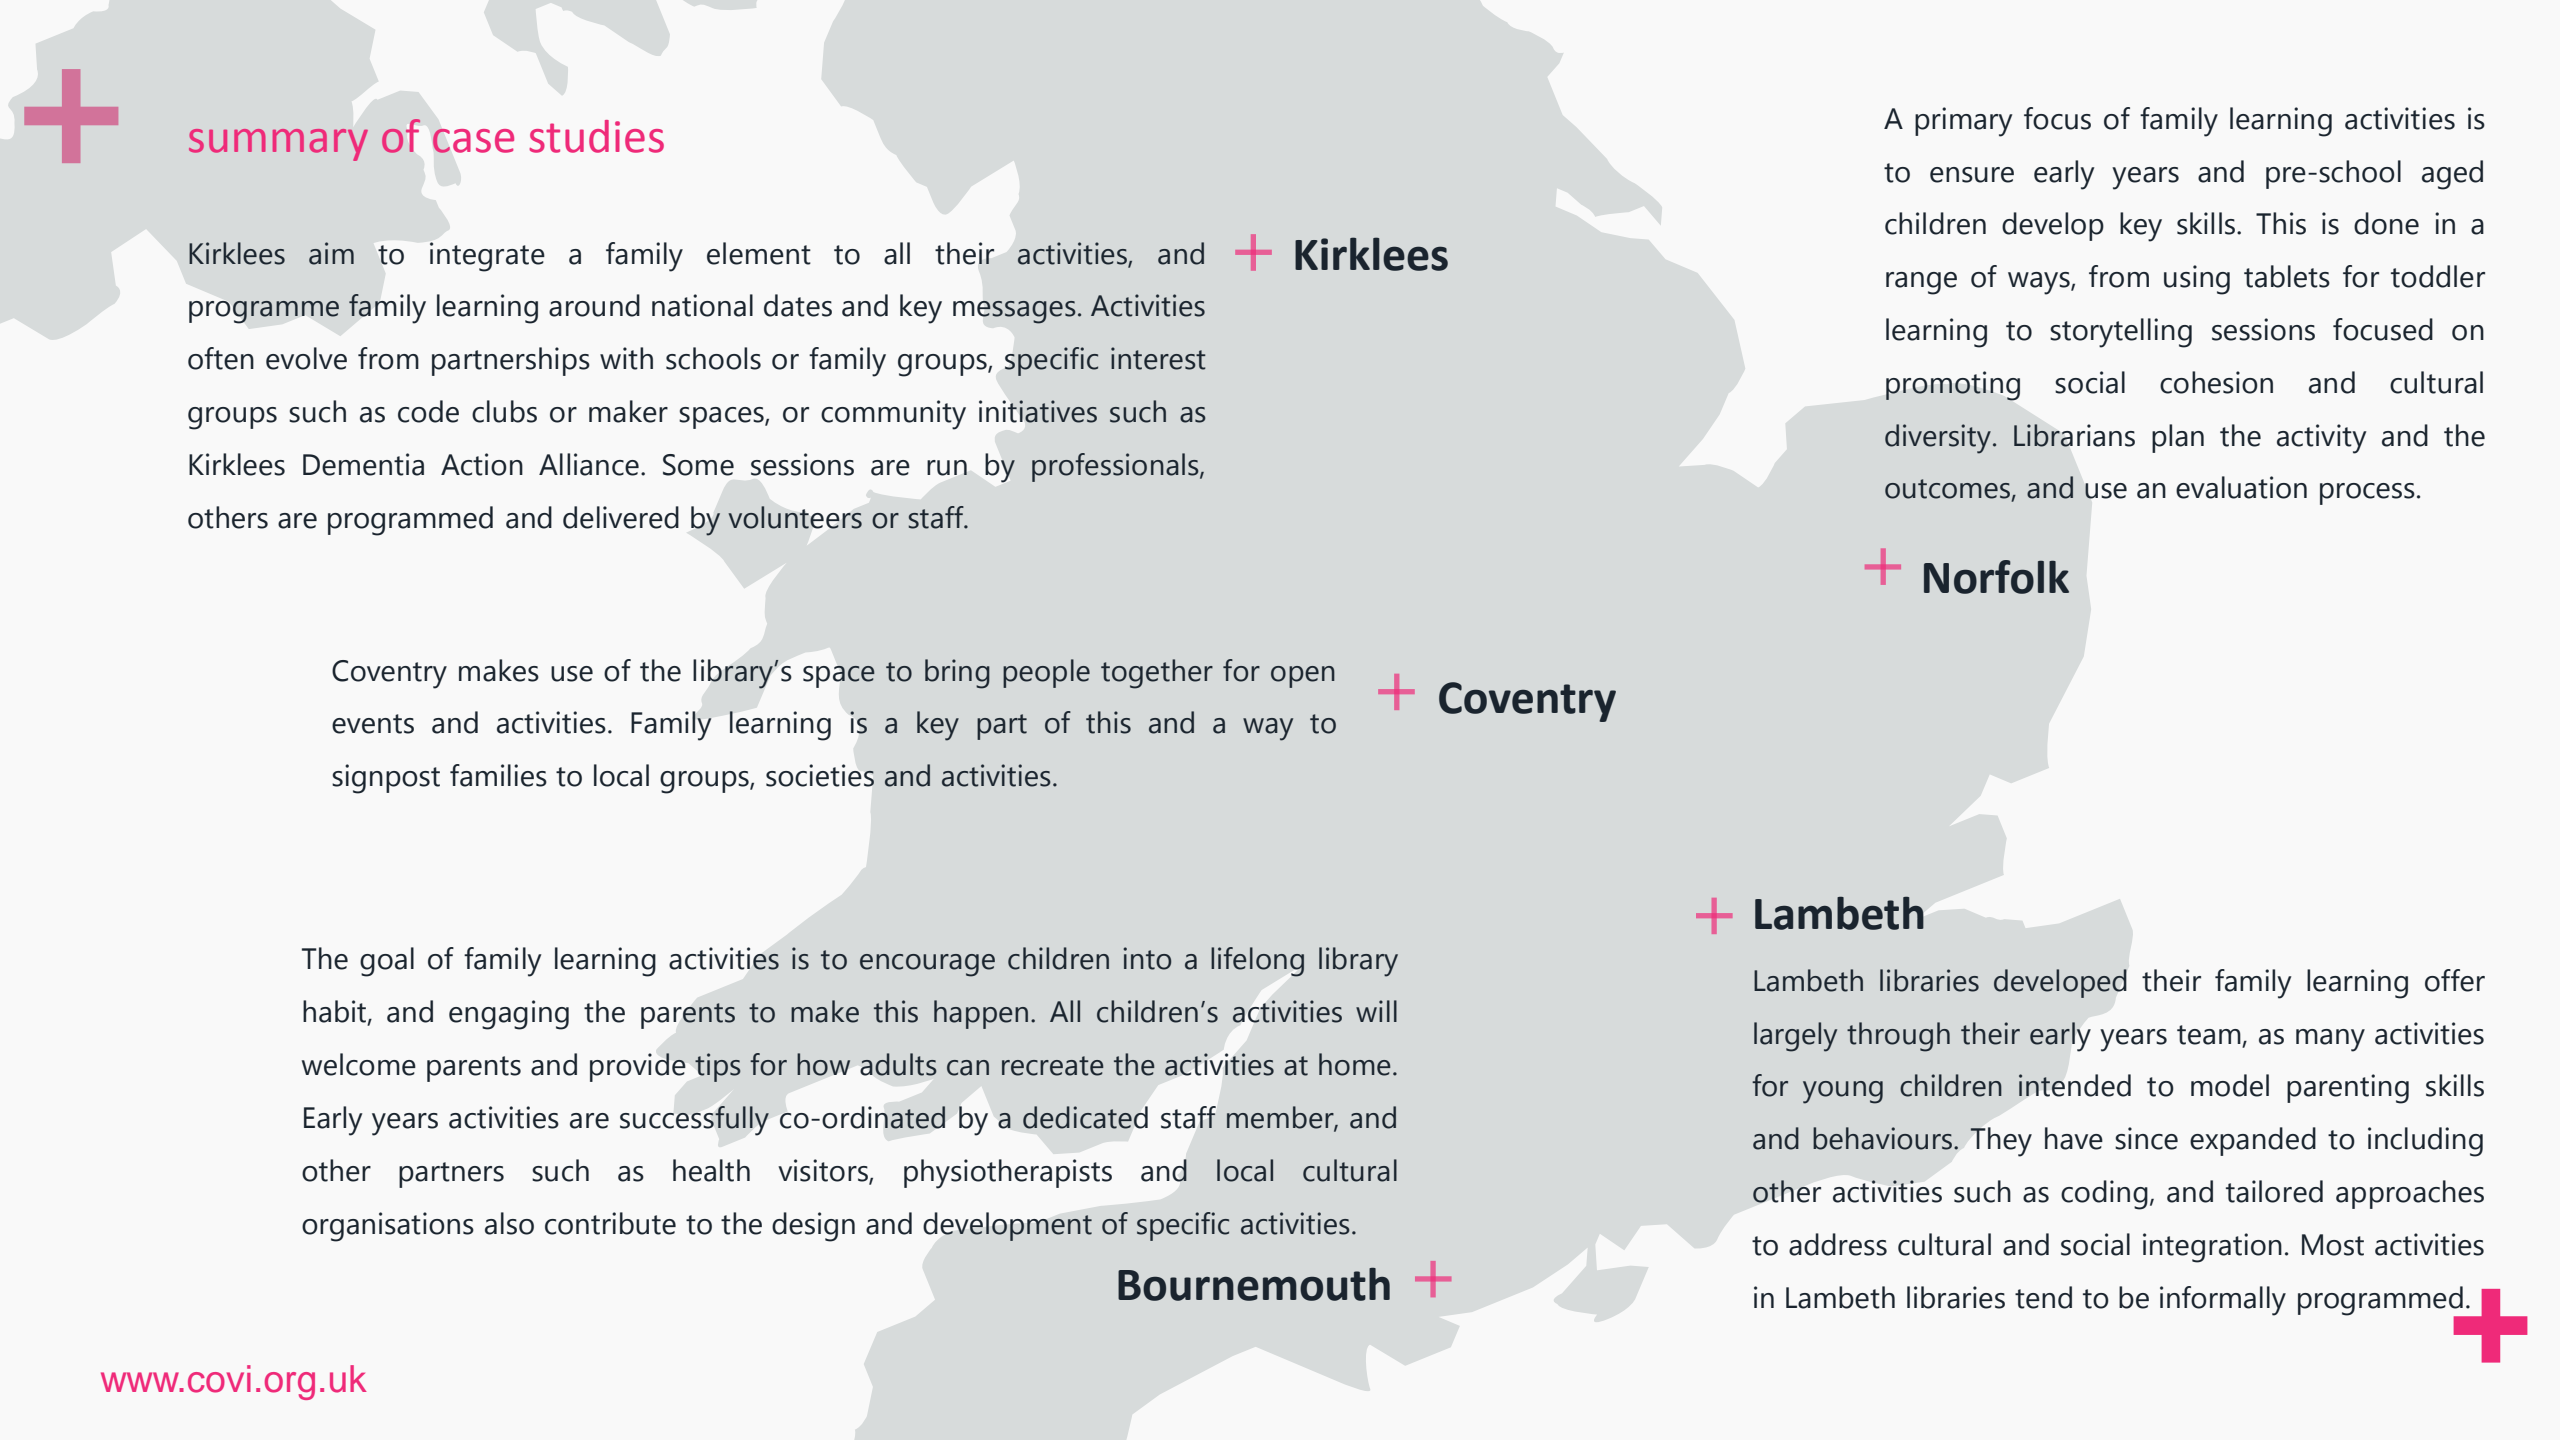 summary of case studies
Kirklees aim to integrate a family element to all their activities, and
programme family learning around national dates and key messages. Activities
often evolve from partnerships with schools or family groups, specific interest
groups such as code clubs or maker spaces, or community initiatives such as
Kirklees Dementia Action Alliance. Some sessions are run by professionals,
others are programmed and delivered by volunteers or staff.
Kirklees
A primary focus of family learning activities is
to ensure early years and pre-school aged
children develop key skills. This is done in a
range of ways, from using tablets for toddler
learning to storytelling sessions focused on
promoting social cohesion and cultural
diversity. Librarians plan the activity and the
outcomes, and use an evaluation process.
Norfolk
Coventry makes use of the library’s space to bring people together for open
events and activities. Family learning is a key part of this and a way to
signpost families to local groups, societies and activities.
Coventry
The goal of family learning activities is to encourage children into a lifelong library
habit, and engaging the parents to make this happen. All children’s activities will
welcome parents and provide tips for how adults can recreate the activities at home.
Early years activities are successfully co-ordinated by a dedicated staff member, and
other partners such as health visitors, physiotherapists and local cultural
organisations also contribute to the design and development of specific activities.
Bournemouth
Lambeth
Lambeth libraries developed their family learning offer
largely through their early years team, as many activities
for young children intended to model parenting skills
and behaviours. They have since expanded to including
other activities such as coding, and tailored approaches
to address cultural and social integration. Most activities
in Lambeth libraries tend to be informally programmed.
www.covi.org.uk